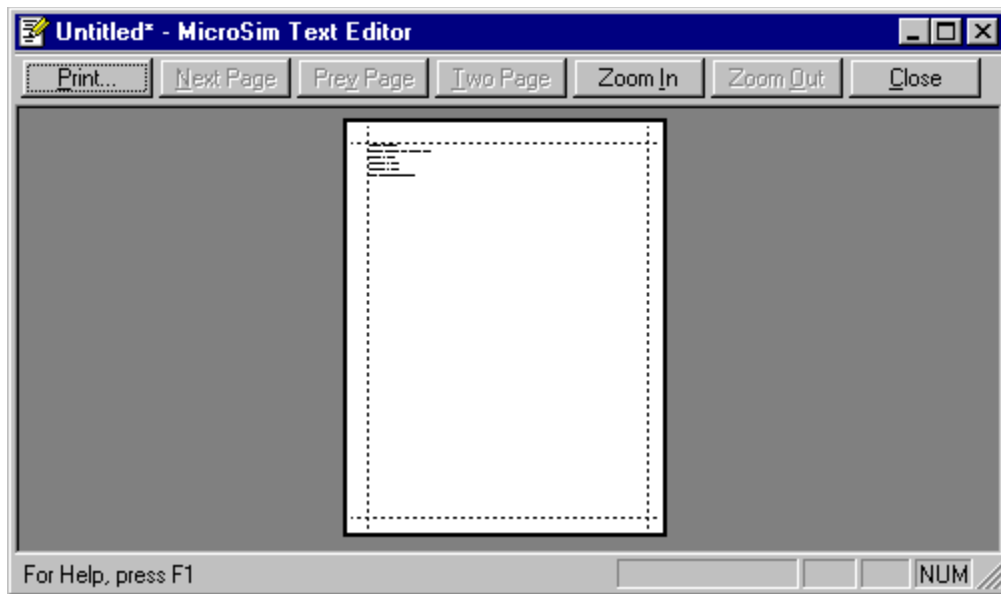 Untitled* - MicroSim Text Editor
Print... Next Page Prev Page Two Page Zoom In Zoom Out Close
For Help, press F1 NUM